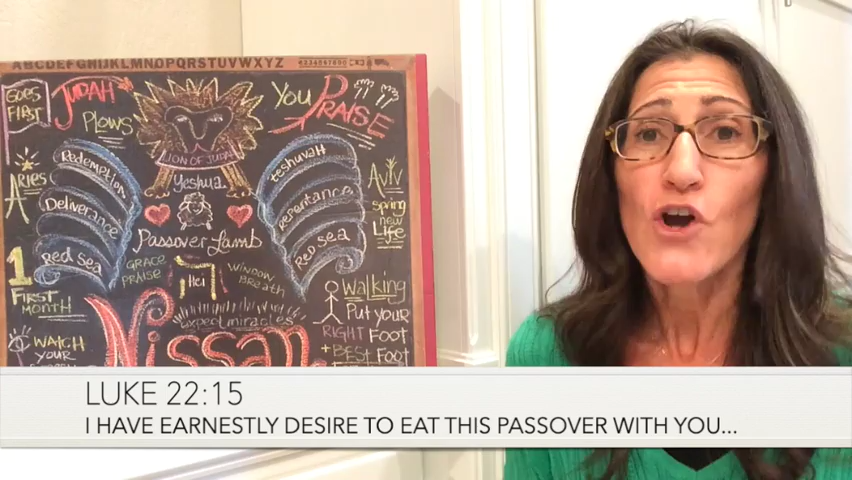 ABCDEFGHIJKLMNOPQRSTUVWXYZ
GOES FIRST
JUDAH
PLOWS
YOU PRAISE
LION OF JUDAH
Yeshua
Redemption
Deliverance
Red Sea
teshuvah
repentance
Red sea
ARies
AViV
spring
new
Life
Passover Lamb
GRACE
PRAISE
Hei
WINDOW
BREATH
1
FIRST
MONTH
Expect miracles
Walking
Put your
RIGHT FOOT
+ BEST FOOT
WATCH
YOUR
Nissan
LUKE 22:15
I HAVE EARNESTLY DESIRE TO EAT THIS PASSOVER WITH YOU...